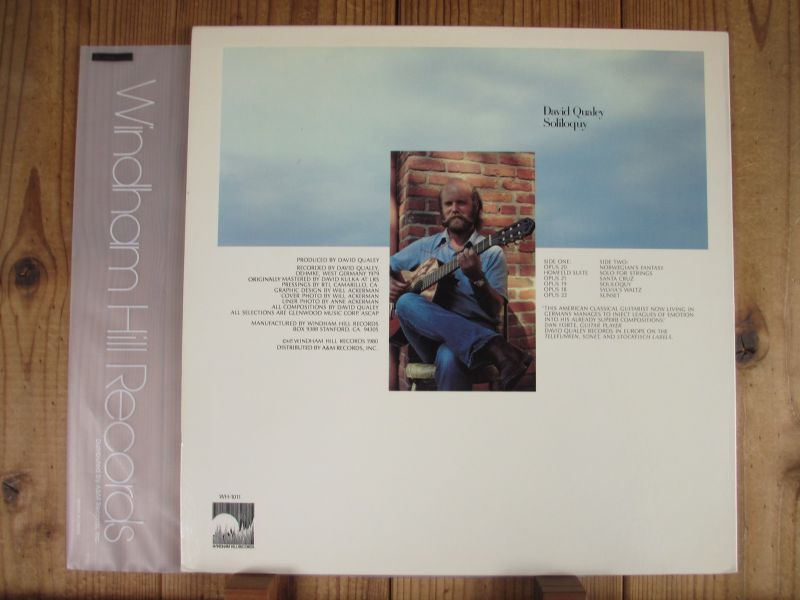 Windham Hill Records
Distributed by A&M Records, Inc.
David Qualey
Soliloquy
PRODUCED BY DAVID QUALEY
RECORDED BY DAVID QUALEY,
OEHMKE, WEST GERMANY 1979
ORIGINALLY MASTERED BY DAVID KULKA AT LRS
PRESSINGS BY RTI, CAMARILLO, CA.
GRAPHIC DESIGN BY WILL ACKERMAN
COVER PHOTO BY WILL ACKERMAN
LINER PHOTO BY ANNE ACKERMAN
ALL COMPOSITIONS BY DAVID QUALEY
ALL SELECTIONS ARE GLENWOOD MUSIC CORP. ASCAP
MANUFACTURED BY WINDHAM HILL RECORDS
BOX 9388 STANFORD, CA. 94305
©℗ WINDHAM HILL RECORDS 1980
DISTRIBUTED BY A&M RECORDS, INC.
SIDE ONE:
OPUS 20
HOMFELD SUITE
OPUS 21
OPUS 19
OPUS 18
OPUS 22
SIDE TWO:
NORWEGIAN'S FANTASY
SOLO FOR STRINGS
SANTA CRUZ
SOLILOQUY
SYLVIA'S WALTZ
SUNSET
"THIS AMERICAN CLASSICAL GUITARIST NOW LIVING IN
GERMANY MANAGES TO INJECT LEAGUES OF EMOTION
INTO HIS ALREADY SUPERB COMPOSITIONS."
DAN FORTE, GUITAR PLAYER
DAVID QUALEY RECORDS IN EUROPE ON THE
TELEFUNKEN, SONET, AND STOCKFISCH LABELS.
WH-1011
WINDHAM HILL RECORDS